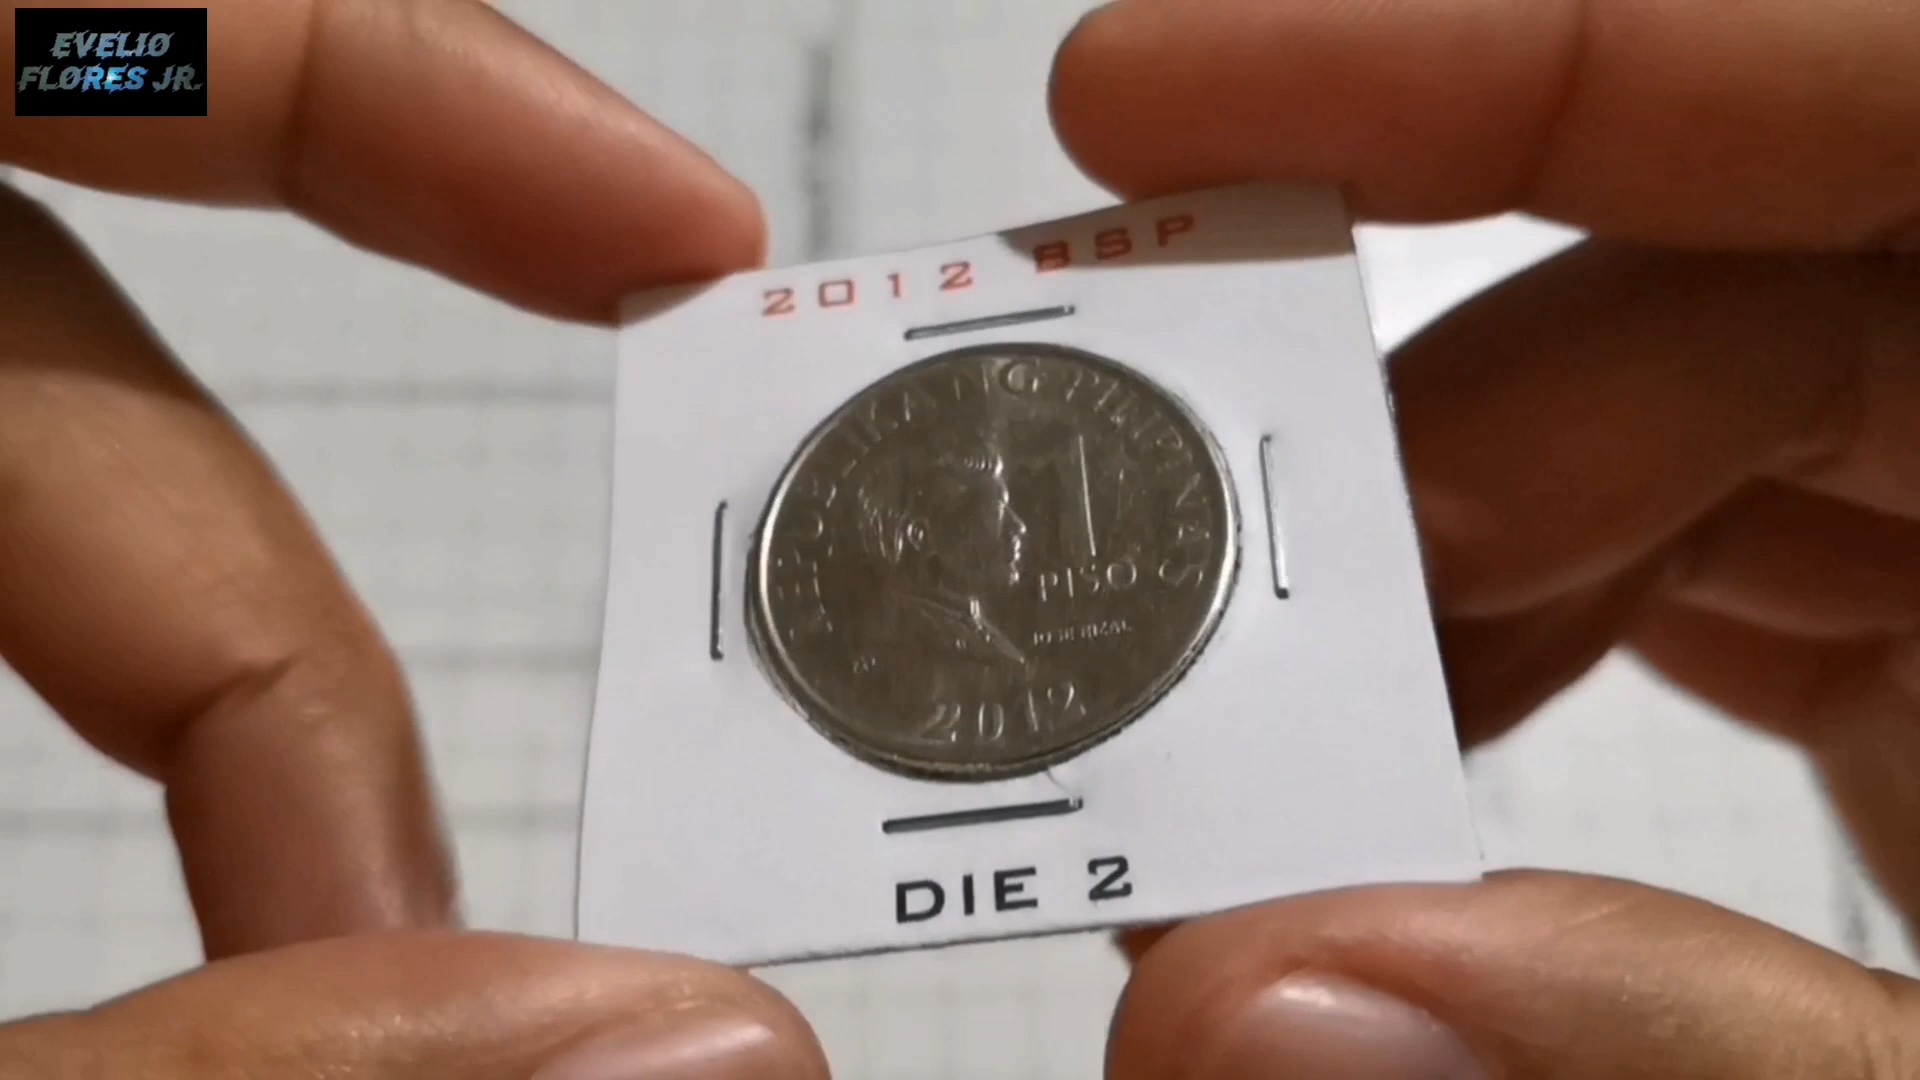 EVELIO
FLORES JR.
2012 BSP
REPUBLIKA NG PILIPINAS
1
PISO
JOSE RIZAL
2012
DIE 2